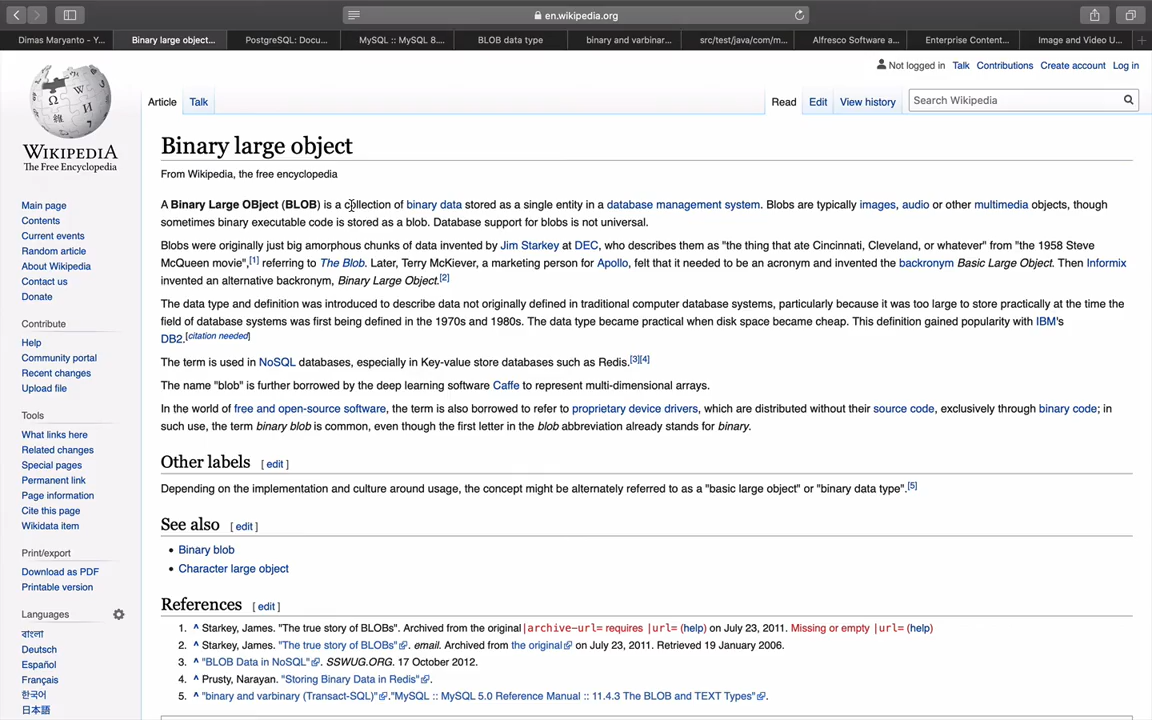 en.wikipedia.org
Dimas Maryanto - Y...
Binary large object...
PostgreSQL: Docu...
MySQL :: MySQL 8....
BLOB data type
binary and varbinar...
src/test/java/com/m...
Alfresco Software a...
Enterprise Content...
Image and Video U...
Not logged in Talk Contributions Create account Log in
Article Talk
Read Edit View history Search Wikipedia
WIKIPEDIA
The Free Encyclopedia
Main page
Contents
Current events
Random article
About Wikipedia
Contact us
Donate
Contribute
Help
Community portal
Recent changes
Upload file
Tools
What links here
Related changes
Special pages
Permanent link
Page information
Cite this page
Wikidata item
Print/export
Download as PDF
Printable version
Languages
বাংলা
Deutsch
Español
Français
한국어
日本語
Binary large object
From Wikipedia, the free encyclopedia
A Binary Large OBject (BLOB) is a collection of binary data stored as a single entity in a database management system. Blobs are typically images, audio or other multimedia objects, though
sometimes binary executable code is stored as a blob. Database support for blobs is not universal.
Blobs were originally just big amorphous chunks of data invented by Jim Starkey at DEC, who describes them as "the thing that ate Cincinnati, Cleveland, or whatever" from "the 1958 Steve
McQueen movie",[1] referring to The Blob. Later, Terry McKiever, a marketing person for Apollo, felt that it needed to be an acronym and invented the backronym Basic Large Object. Then Informix
invented an alternative backronym, Binary Large Object.[2]
The data type and definition was introduced to describe data not originally defined in traditional computer database systems, particularly because it was too large to store practically at the time the
field of database systems was first being defined in the 1970s and 1980s. The data type became practical when disk space became cheap. This definition gained popularity with IBM's
DB2.[citation needed]
The term is used in NoSQL databases, especially in Key-value store databases such as Redis.[3][4]
The name "blob" is further borrowed by the deep learning software Caffe to represent multi-dimensional arrays.
In the world of free and open-source software, the term is also borrowed to refer to proprietary device drivers, which are distributed without their source code, exclusively through binary code; in
such use, the term binary blob is common, even though the first letter in the blob abbreviation already stands for binary.
Other labels [ edit ]
Depending on the implementation and culture around usage, the concept might be alternately referred to as a "basic large object" or "binary data type".[5]
See also [ edit ]
• Binary blob
• Character large object
References [ edit ]
1. ^ Starkey, James. "The true story of BLOBs". Archived from the original |archive-url= requires |url= (help) on July 23, 2011. Missing or empty |url= (help)
2. ^ Starkey, James. "The true story of BLOBs". email. Archived from the original on July 23, 2011. Retrieved 19 January 2006.
3. ^ "BLOB Data in NoSQL". SSWUG.ORG. 17 October 2012.
4. ^ Prusty, Narayan. "Storing Binary Data in Redis".
5. ^ "binary and varbinary (Transact-SQL)"."MySQL :: MySQL 5.0 Reference Manual :: 11.4.3 The BLOB and TEXT Types".